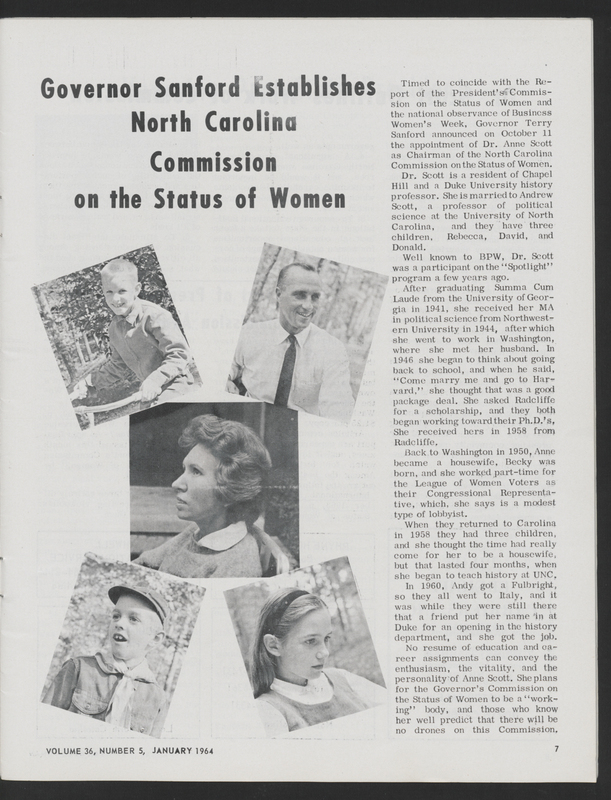 Governor Sanford Establishes
North Carolina
Commission
on the Status of Women
Timed to coincide with the Re-
port of the President's Commis-
sion on the Status of Women and
the national observance of Business
Women's Week, Governor Terry
Sanford announced on October 11
the appointment of Dr. Anne Scott
as Chairman of the North Carolina
Commission on the Status of Women.
Dr. Scott is a resident of Chapel
Hill and a Duke University history
professor. She is married to Andrew
Scott, a professor of political
science at the University of North
Carolina, and they have three
children, Rebecca, David, and
Donald.
Well known to BPW, Dr. Scott
was a participant on the "Spotlight"
program a few years ago.
After graduating Summa Cum
Laude from the University of Geor-
gia in 1941, she received her MA
in political science from Northwest-
ern University in 1944, after which
she went to work in Washington,
where she met her husband. In
1946 she began to think about going
back to school, and when he said,
"Come marry me and go to Har-
vard," she thought that was a good
package deal. She asked Radcliffe
for a scholarship, and they both
began working toward their Ph.D.'s,
She received hers in 1958 from
Radcliffe.
Back to Washington in 1950, Anne
became a housewife, Becky was
born, and she worked part-time for
the League of Women Voters as
their Congressional Representa-
tive, which, she says is a modest
type of lobbyist.
When they returned to Carolina
in 1958 they had three children,
and she thought the time had really
come for her to be a housewife,
but that lasted four months, when
she began to teach history at UNC.
In 1960, Andy got a Fulbright,
so they all went to Italy, and it
was while they were still there
that a friend put her name in at
Duke for an opening in the history
department, and she got the job.
No resume of education and ca-
reer assignments can convey the
enthusiasm, the vitality, and the
personality of Anne Scott. She plans
for the Governor's Commission on
the Status of Women to be a "work-
ing" body, and those who know
her well predict that there will be
no drones on this Commission.
VOLUME 36, NUMBER 5, JANUARY 1964
7